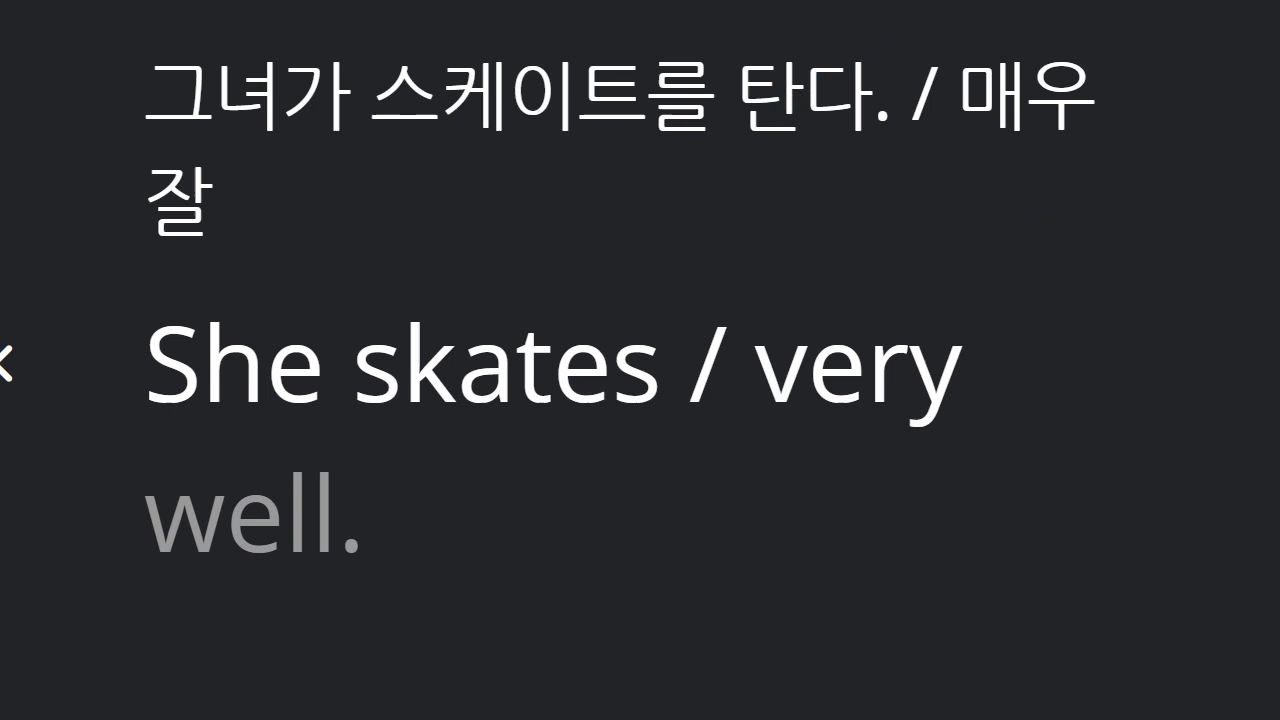 그녀가 스케이트를 탄다. / 매우
잘
She skates / very
well.